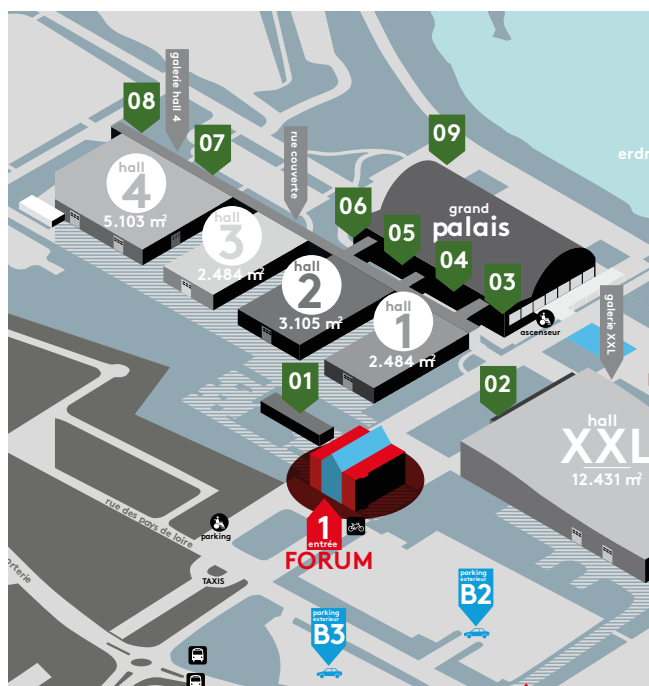 galerie hall 4
08
07
rue couverte
09
erdr
hall
4
5.103 m²
06
grand
palais
hall
3
2.484 m²
05
04
hall
2
3.105 m²
03
ascenseur
hall
1
2.484 m²
galerie XXL
01
02
hall
XXL
12.431 m²
rue des pays de loire
parking
1
entrée
FORUM
orterie
TAXIS
parking
exterieur
B2
parking
exterieur
B3